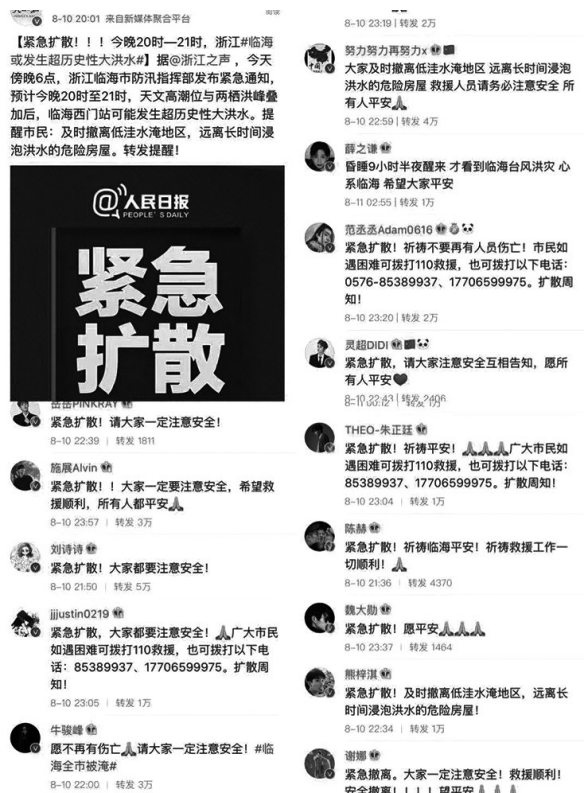 8-10 20:01 来自新媒体聚合平台
【紧急扩散！！！今晚20时—21时，浙江#临海
或发生超历史性大洪水#】据@浙江之声，今天
傍晚6点，浙江临海市防汛指挥部发布紧急通知，
预计今晚20时至21时，天文高潮位与两栖洪峰叠
加后，临海西门站可能发生超历史性大洪水。提
醒市民：及时撤离低洼水淹地区，远离长时间浸
泡洪水的危险房屋。转发提醒！
@人民日报
PEOPLE'S DAILY
紧急
扩散
岳岳PINKRAY
紧急扩散！请大家一定注意安全！
8-10 22:39 | 转发 1811
施展Alvin
紧急扩散！！大家一定要注意安全，希望救
援顺利，所有人都平安
8-10 23:57 | 转发 3万
刘诗诗
紧急扩散！大家都要注意安全！
8-10 21:50 | 转发 5万
jjjustin0219
紧急扩散，大家都要注意安全！广大市民
如遇困难可拨打110救援，也可拨打以下电
话：85389937、17706599975。扩散周
知！
8-10 23:05 | 转发 1万
牛骏峰
愿不再有伤亡请大家一定注意安全！#临
海全市被淹#
8-10 22:00 | 转发 3万
8-10 23:19 | 转发 2万
努力努力再努力x
大家及时撤离低洼水淹地区 远离长时间浸泡
洪水的危险房屋 救援人员请务必注意安全 所
有人平安
8-10 22:59 | 转发 4万
薛之谦
昏睡9小时半夜醒来 才看到临海台风洪灾 心
系临海 希望大家平安
8-11 02:55 | 转发 1万
范丞丞Adam0616
紧急扩散！祈祷不要再有人员伤亡！市民如
遇困难可拨打110救援，也可拨打以下电话：
0576-85389937、17706599975。扩散周
知！
8-10 23:20 | 转发 2万
灵超DIDI
紧急扩散，请大家注意安全互相告知，愿所
有人平安
8-10 22:43 | 转发 2406
THEO-朱正廷
紧急扩散！祈祷平安！广大市民如
遇困难可拨打110救援，也可拨打以下电话：
85389937、17706599975。扩散周知！
8-10 23:04 | 转发 1万
陈赫
紧急扩散！祈祷临海平安！祈祷救援工作一
切顺利！
8-10 21:36 | 转发 4370
魏大勋
紧急扩散！愿平安
8-10 23:37 | 转发 1464
熊梓淇
紧急扩散！及时撤离低洼水淹地区，远离长
时间浸泡洪水的危险房屋！
8-10 22:34 | 转发 1万
谢娜
紧急撤离。大家一定注意安全！救援顺利！